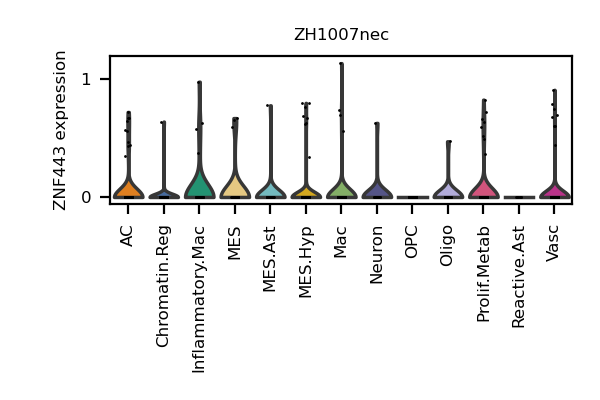 ZH1007nec
ZNF443 expression
1
0
AC
Chromatin.Reg
Inflammatory.Mac
MES
MES.Ast
MES.Hyp
Mac
Neuron
OPC
Oligo
Prolif.Metab
Reactive.Ast
Vasc